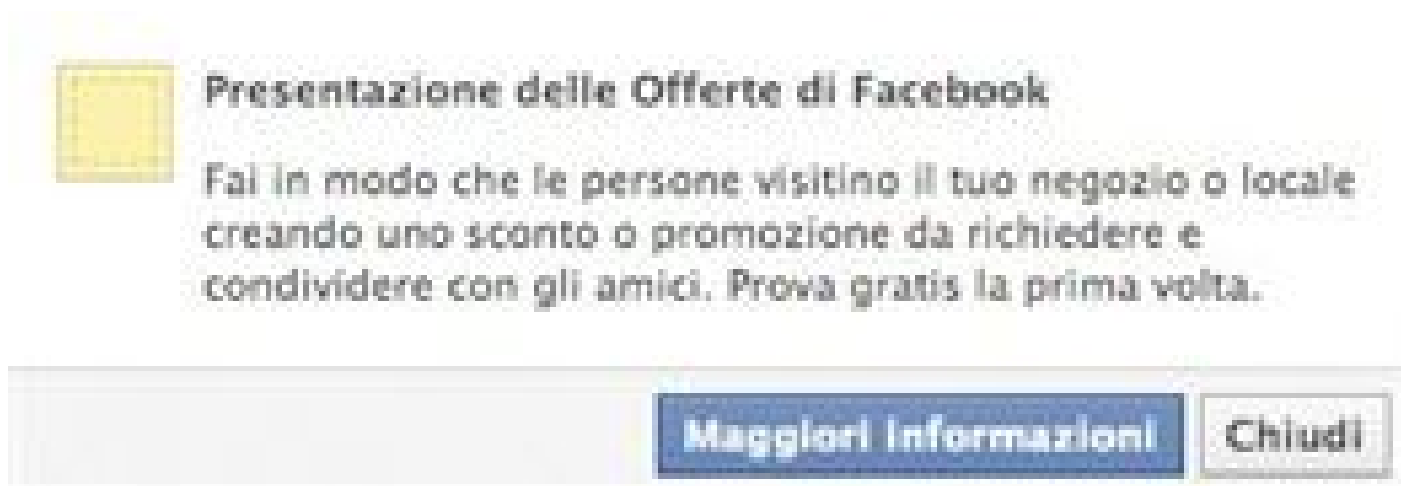 Presentazione delle Offerte di Facebook
Fai in modo che le persone visitino il tuo negozio o locale
creando uno sconto o promozione da richiedere e
condividere con gli amici. Prova gratis la prima volta.
Maggiori informazioni
Chiudi